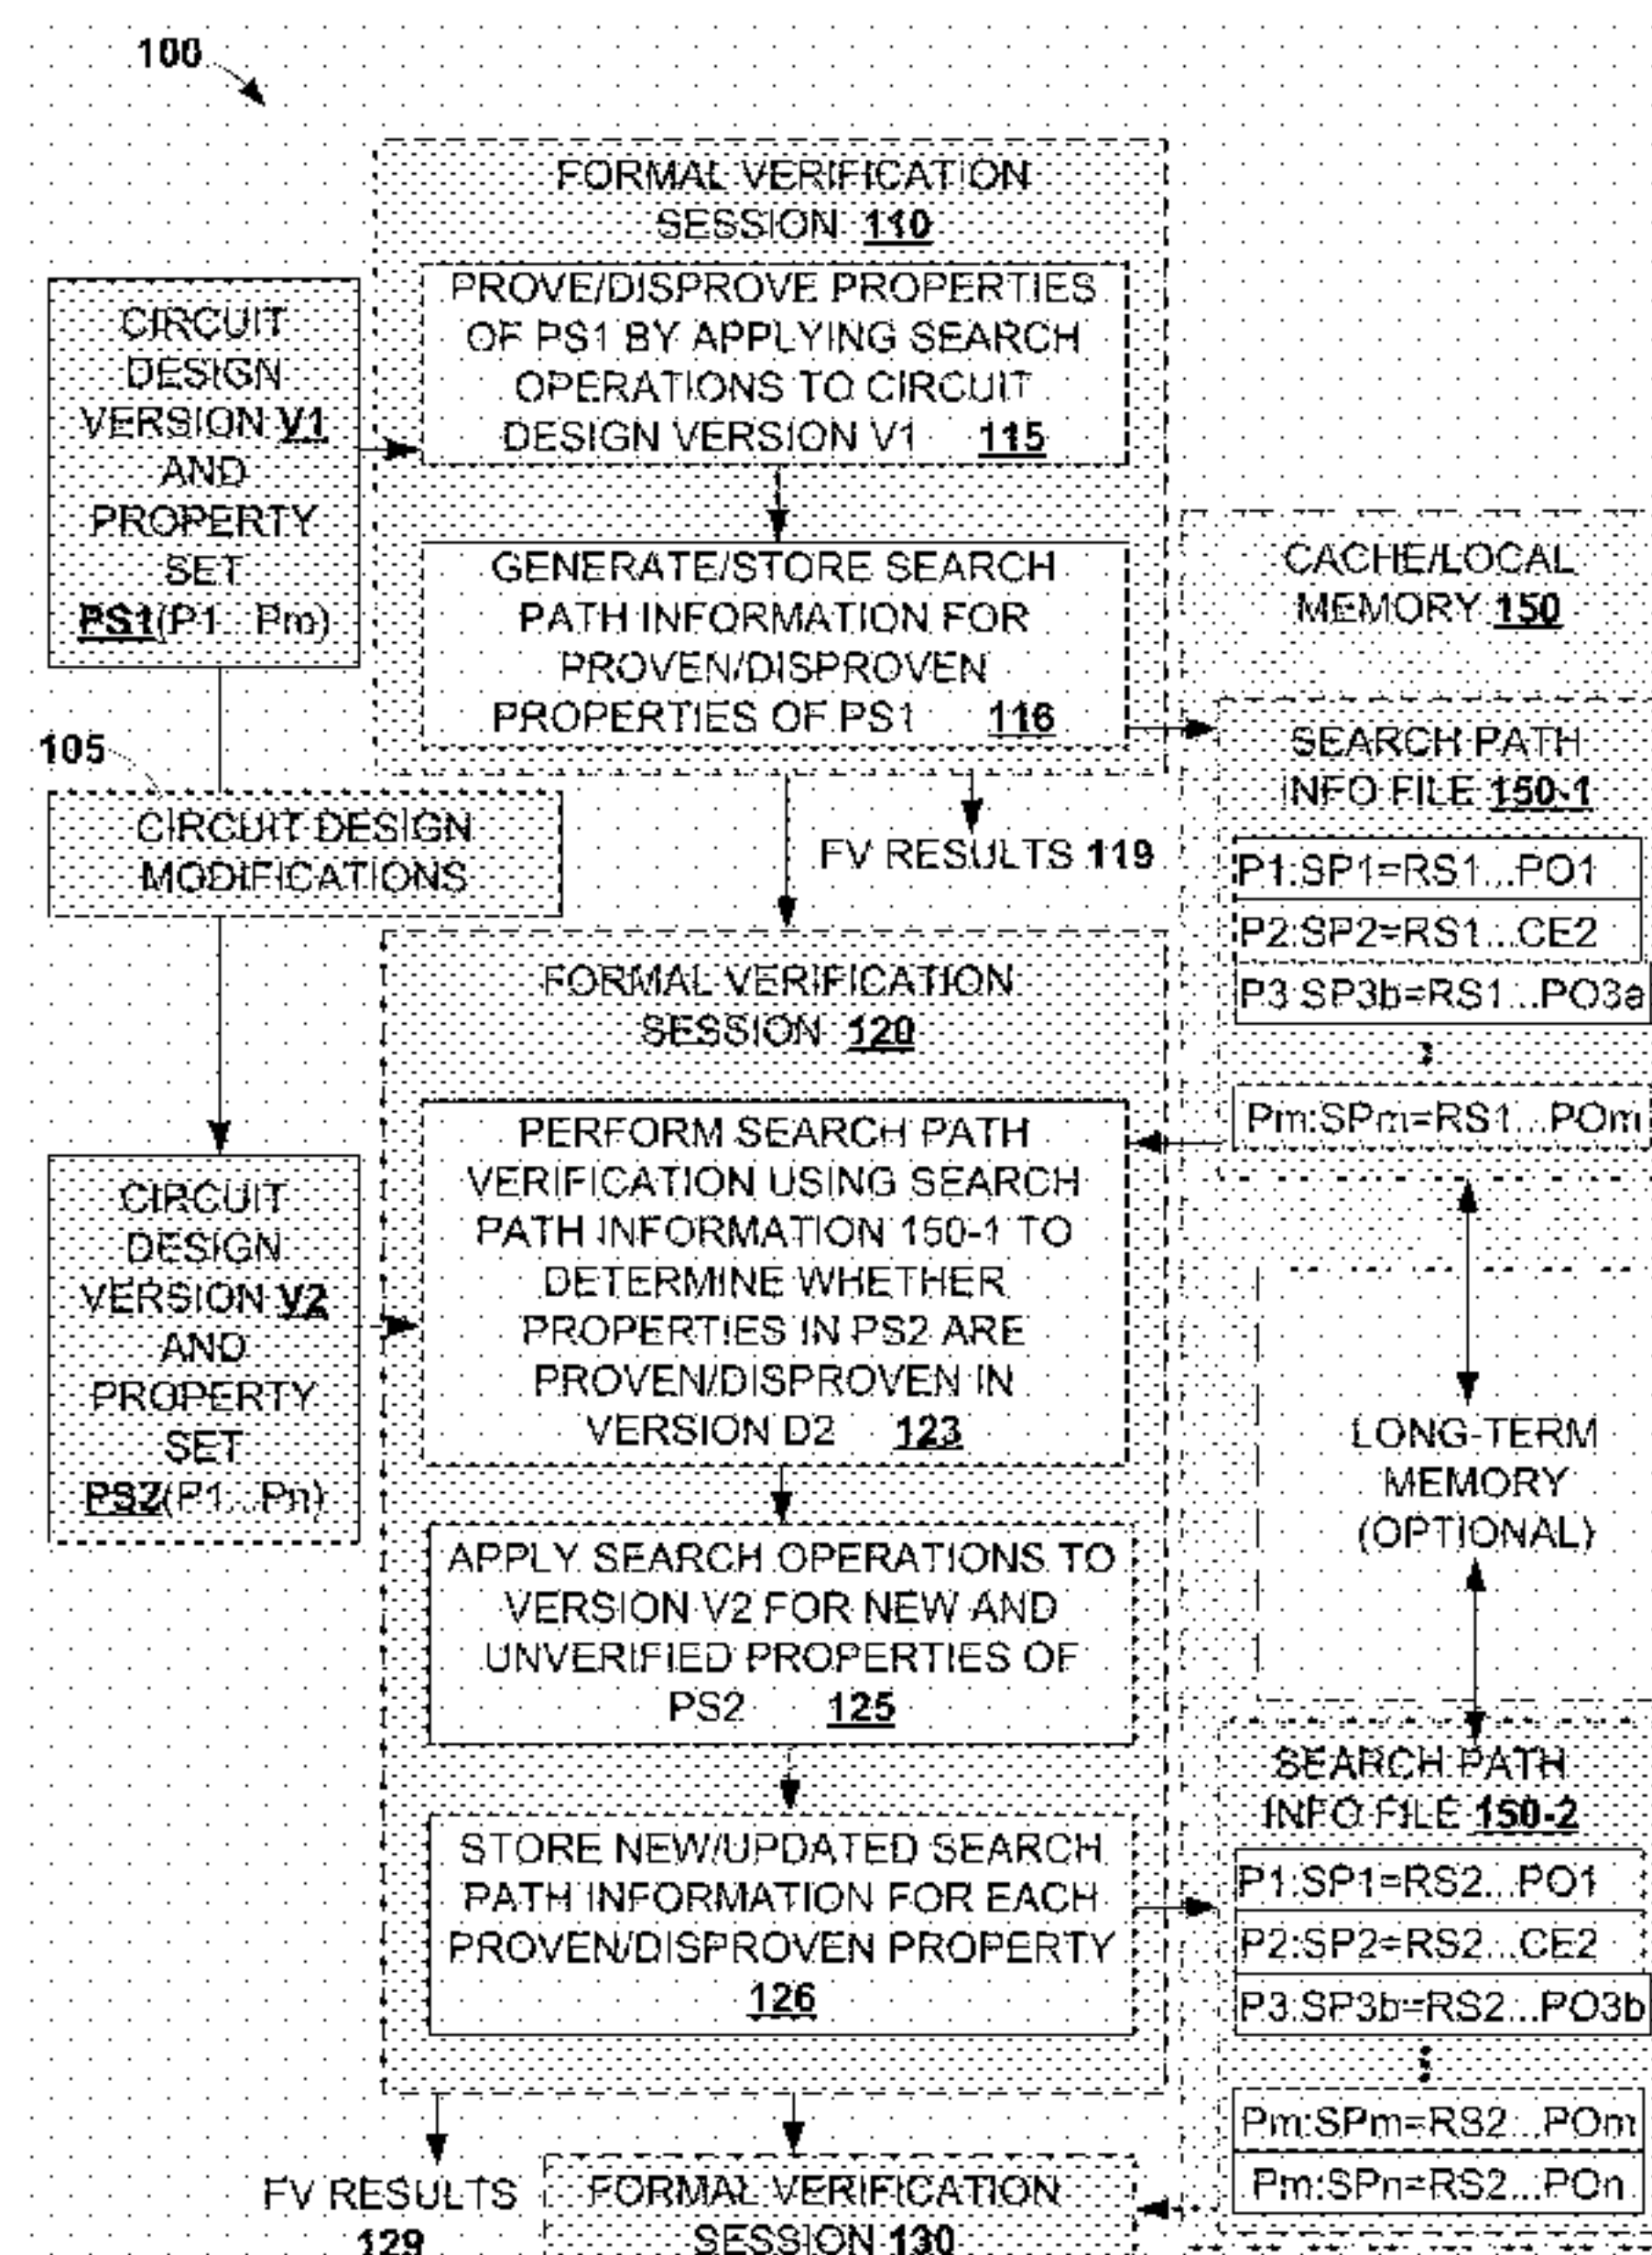 100
FORMAL VERIFICATION
SESSION 110
PROVE/DISPROVE PROPERTIES
OF PS1 BY APPLYING SEARCH
OPERATIONS TO CIRCUIT
DESIGN VERSION V1 115
CIRCUIT
DESIGN
VERSION V1
AND
PROPERTY
SET
PS1(P1...Pm)
GENERATE/STORE SEARCH
PATH INFORMATION FOR
PROVEN/DISPROVEN
PROPERTIES OF PS1 116
CACHE/LOCAL
MEMORY 150
SEARCH PATH
INFO FILE 150-1
P1:SP1=RS1...PO1
P2:SP2=RS1...CE2
P3:SP3b=RS1...PO3a
Pm:SPm=RS1...POm
105
CIRCUIT DESIGN
MODIFICATIONS
FV RESULTS 119
FORMAL VERIFICATION
SESSION 120
PERFORM SEARCH PATH
VERIFICATION USING SEARCH
PATH INFORMATION 150-1 TO
DETERMINE WHETHER
PROPERTIES IN PS2 ARE
PROVEN/DISPROVEN IN
VERSION D2 123
CIRCUIT
DESIGN
VERSION V2
AND
PROPERTY
SET
PS2(P1...Pn)
LONG-TERM
MEMORY
(OPTIONAL)
APPLY SEARCH OPERATIONS TO
VERSION V2 FOR NEW AND
UNVERIFIED PROPERTIES OF
PS2 125
STORE NEW/UPDATED SEARCH
PATH INFORMATION FOR EACH
PROVEN/DISPROVEN PROPERTY
126
SEARCH PATH
INFO FILE 150-2
P1:SP1=RS2...PO1
P2:SP2=RS2...CE2
P3:SP3b=RS2...PO3b
Pm:SPm=RS2...POm
Pm:SPn=RS2...POn
FV RESULTS
129
FORMAL VERIFICATION
SESSION 130